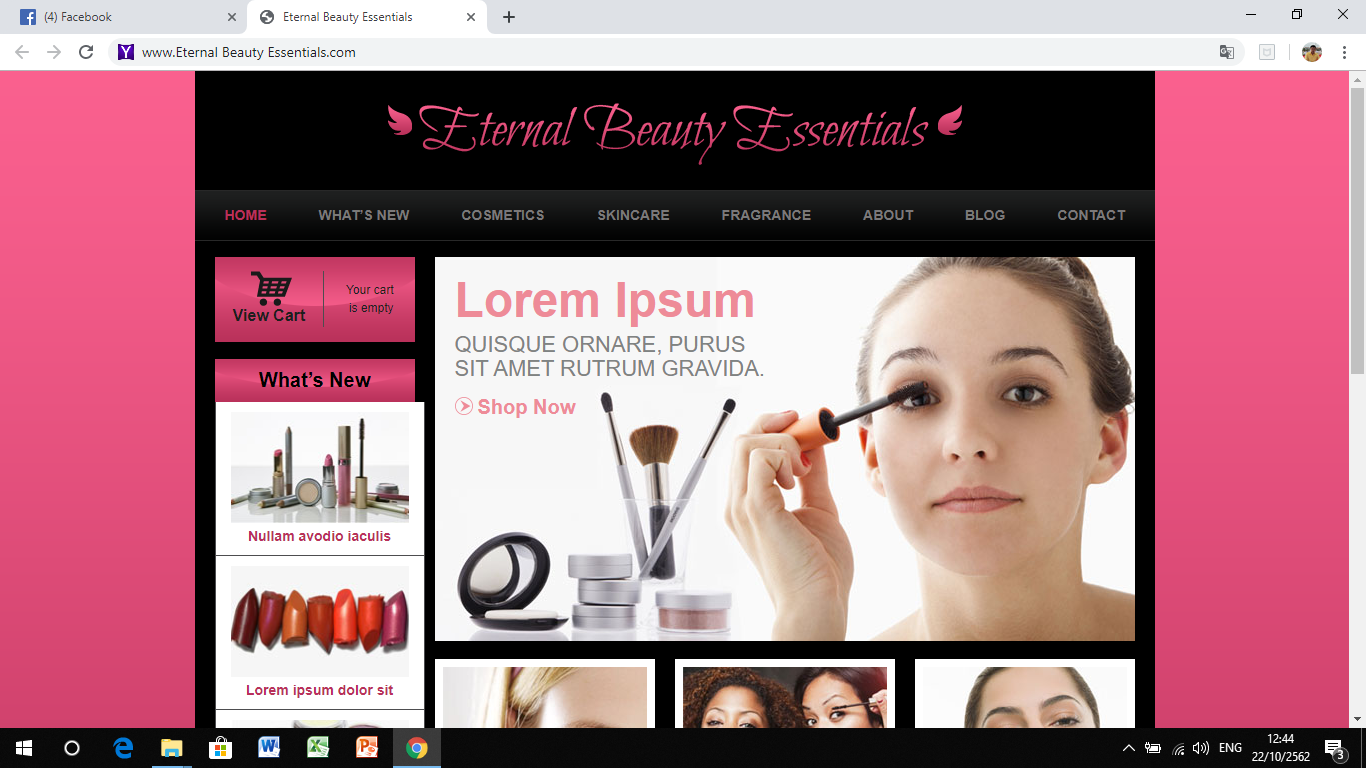 (4) Facebook
Eternal Beauty Essentials
www.Eternal Beauty Essentials.com
Eternal Beauty Essentials
HOME
WHAT'S NEW
COSMETICS
SKINCARE
FRAGRANCE
ABOUT
BLOG
CONTACT
View Cart
Your cart
is empty
What's New
Nullam avodio iaculis
Lorem ipsum dolor sit
Lorem Ipsum
QUISQUE ORNARE, PURUS
SIT AMET RUTRUM GRAVIDA.
Shop Now
ENG
12:44
22/10/2562
3